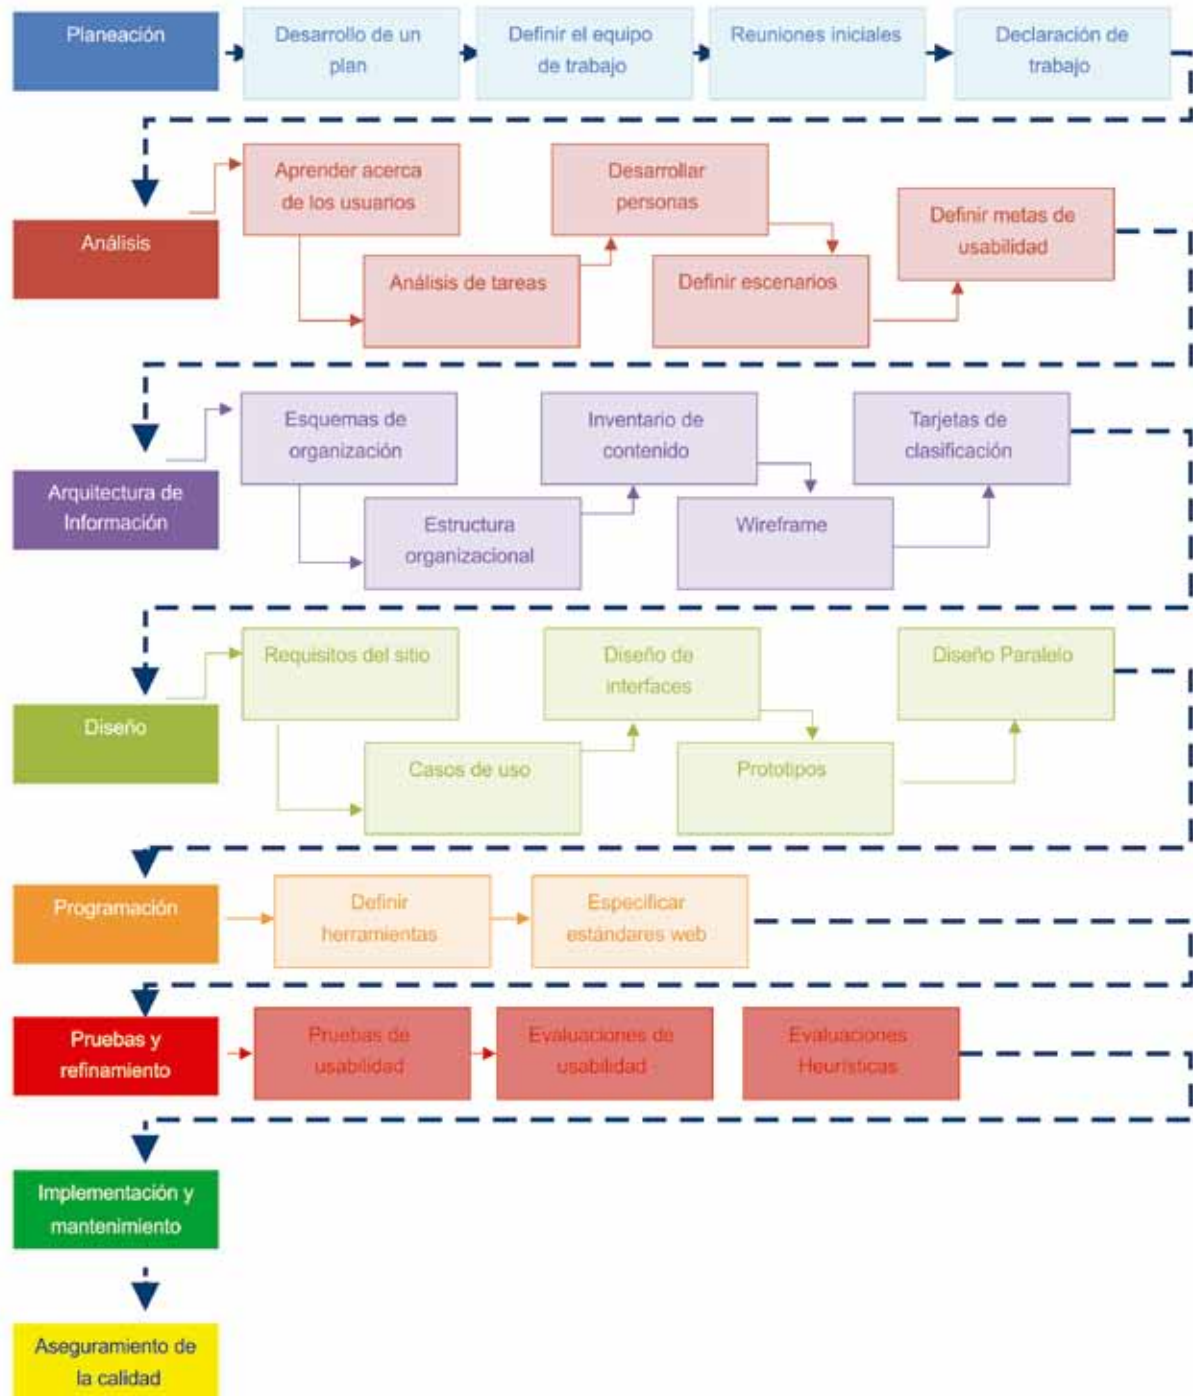 Planeación
Desarrollo de un
plan
Definir el equipo
de trabajo
Reuniones iniciales
Declaración de
trabajo
Análisis
Aprender acerca
de los usuarios
Análisis de tareas
Desarrollar
personas
Definir escenarios
Definir metas de
usabilidad
Arquitectura de
Información
Esquemas de
organización
Estructura
organizacional
Inventario de
contenido
Wireframe
Tarjetas de
clasificación
Diseño
Requisitos del sitio
Casos de uso
Diseño de
interfaces
Prototipos
Diseño Paralelo
Programación
Definir
herramientas
Especificar
estándares web
Pruebas y
refinamiento
Pruebas de
usabilidad
Evaluaciones de
usabilidad
Evaluaciones
Heurísticas
Implementación y
mantenimiento
Aseguramiento de
la calidad